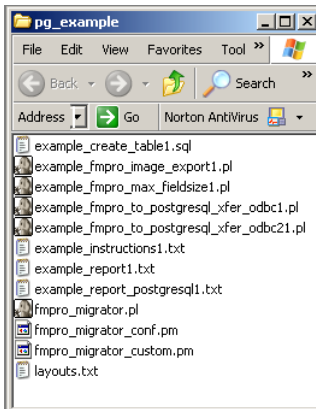 pg_example
File Edit View Favorites Tool »
Back Search »
Address Go Norton AntiVirus
example_create_table1.sql
example_fmpro_image_export1.pl
example_fmpro_max_fieldsize1.pl
example_fmpro_to_postgresql_xfer_odbc1.pl
example_fmpro_to_postgresql_xfer_odbc21.pl
example_instructions1.txt
example_report1.txt
example_report_postgresql1.txt
fmpro_migrator.pl
fmpro_migrator_conf.pm
fmpro_migrator_custom.pm
layouts.txt